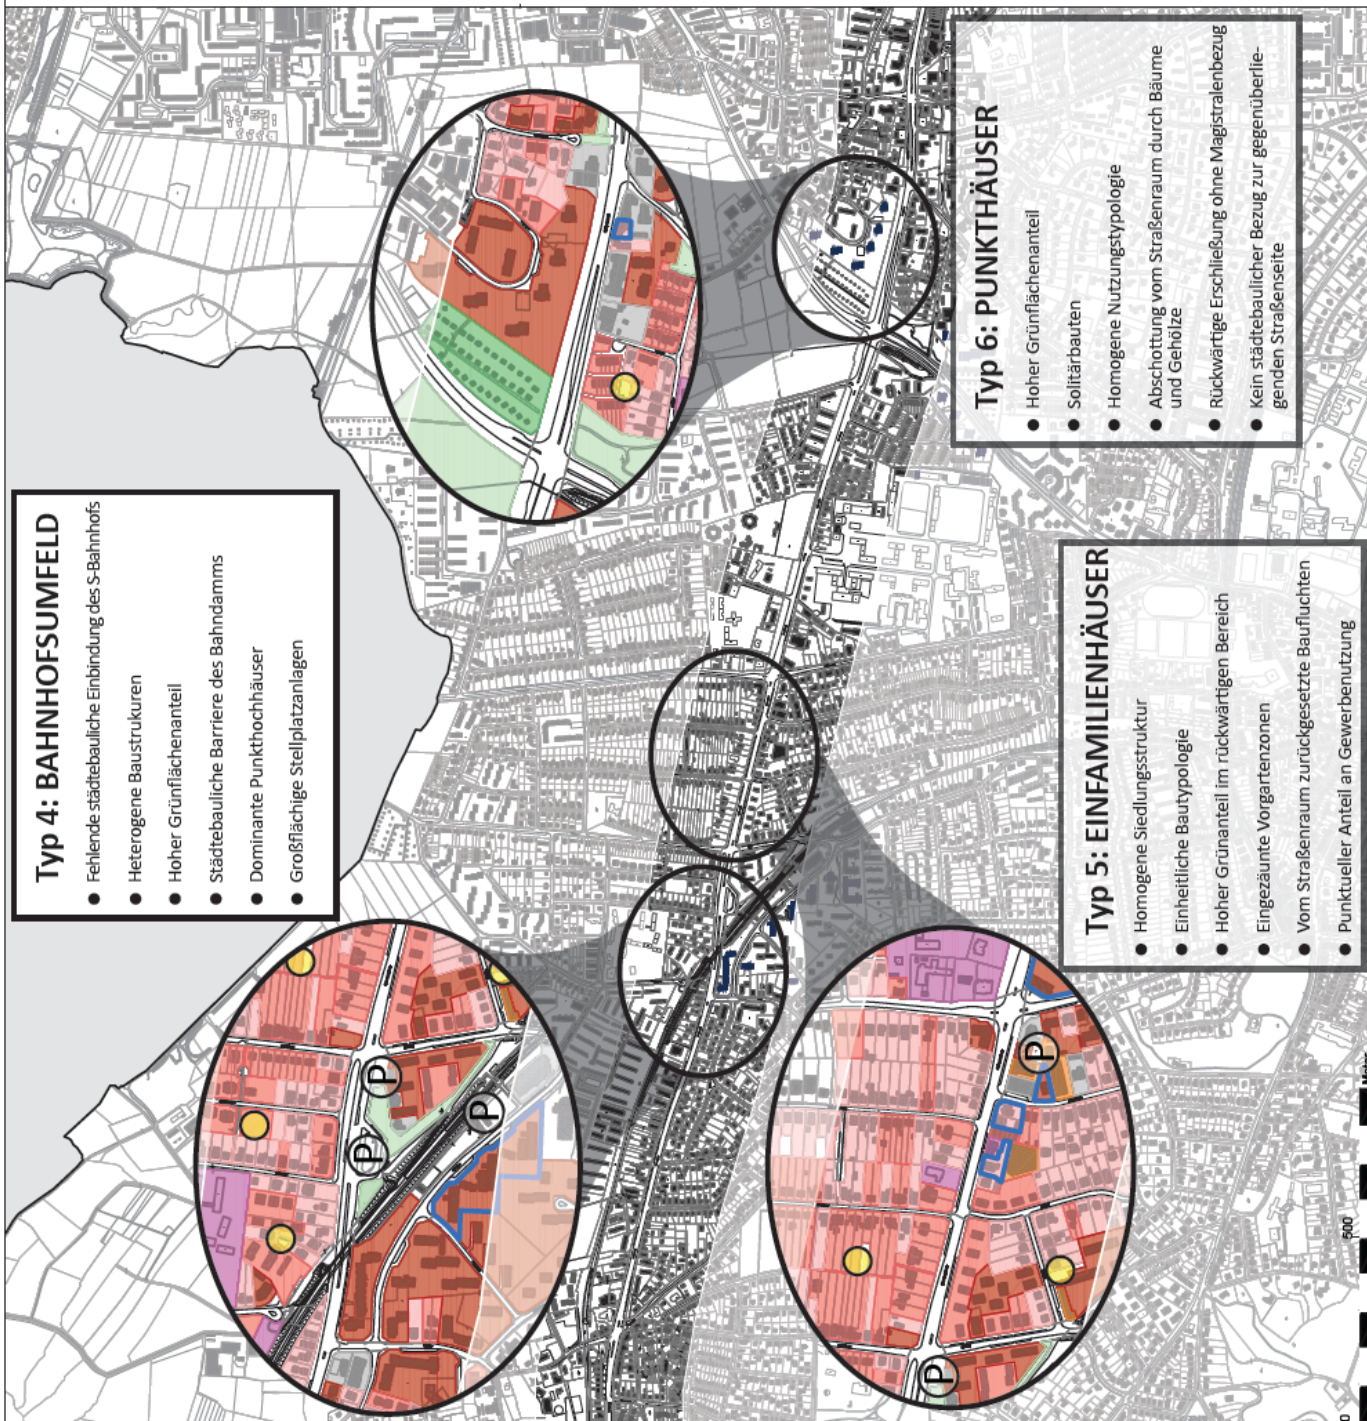 Typ 4: BAHNHOFSUMFELD
● Fehlende städtebauliche Einbindung des S-Bahnhofs
● Heterogene Baustrukuren
● Hoher Grünflächenanteil
● Städtebauliche Barriere des Bahndamms
● Dominante Punkthochhäuser
● Großflächige Stellplatzanlagen
Typ 5: EINFAMILIENHÄUSER
● Homogene Siedlungsstruktur
● Einheitliche Bautypologie
● Hoher Grünanteil im rückwärtigen Bereich
● Eingezäunte Vorgartenzonen
● Vom Straßenraum zurückgesetzte Baufluchten
● Punktueller Anteil an Gewerbenutzung
Typ 6: PUNKTHÄUSER
● Hoher Grünflächenanteil
● Solitärbauten
● Homogene Nutzungstypologie
● Abschottung vom Straßenraum durch Bäume
und Gehölze
● Rückwärtige Erschließung ohne Magistralenbezug
● Kein städtebaulicher Bezug zur gegenüberlie-
genden Straßenseite
P
P
P
P
P
0
500